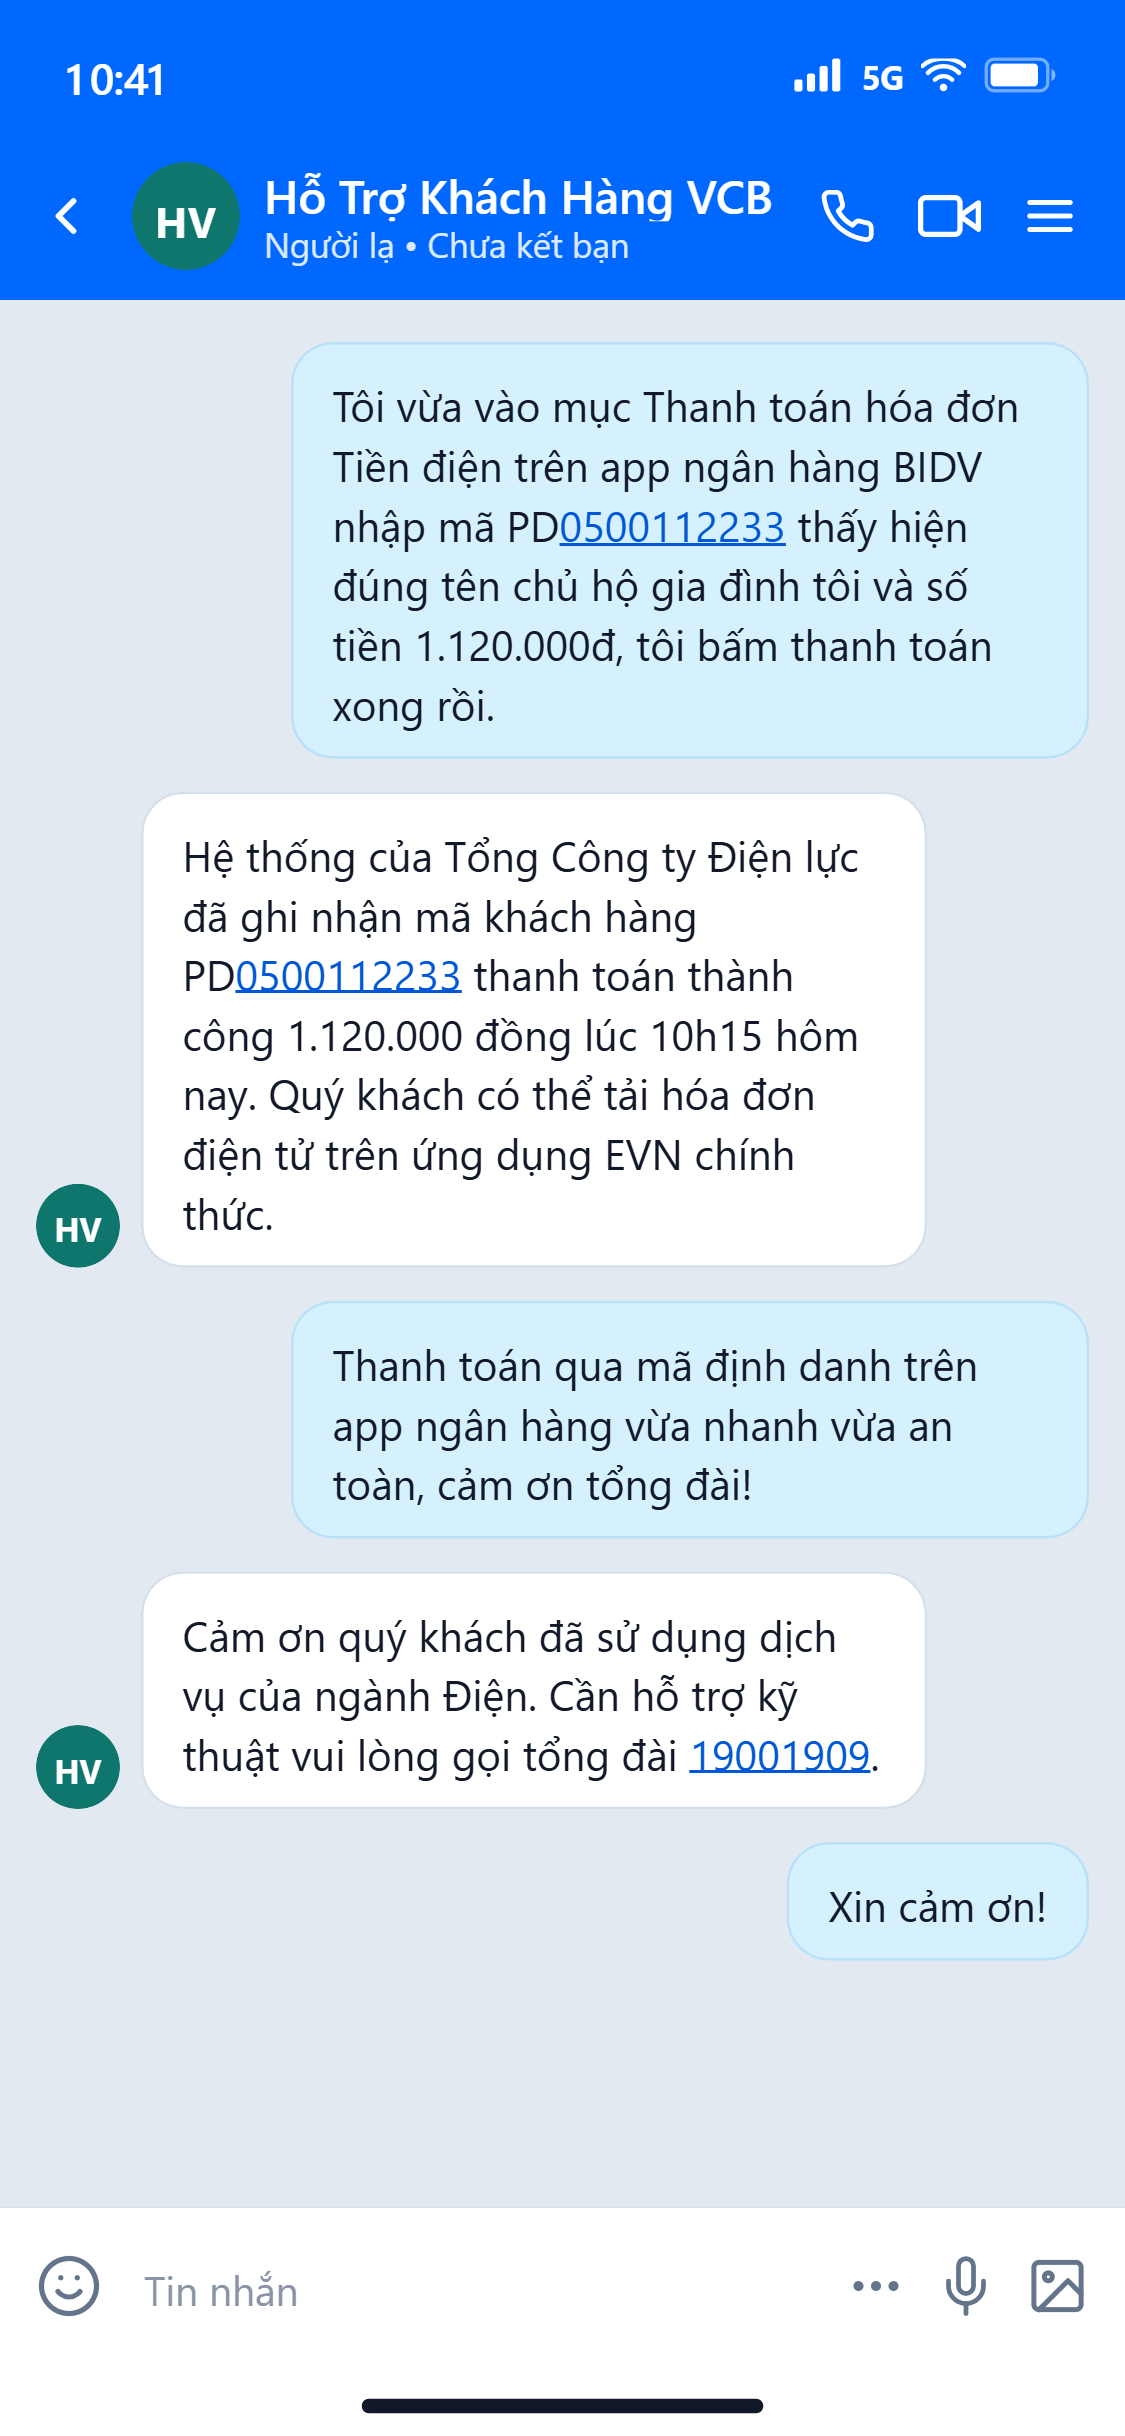 10:41
5G
HV
Hỗ Trợ Khách Hàng VCB
Người lạ • Chưa kết bạn
Tôi vừa vào mục Thanh toán hóa đơn
Tiền điện trên app ngân hàng BIDV
nhập mã PD0500112233 thấy hiện
đúng tên chủ hộ gia đình tôi và số
tiền 1.120.000đ, tôi bấm thanh toán
xong rồi.
Hệ thống của Tổng Công ty Điện lực
đã ghi nhận mã khách hàng
PD0500112233 thanh toán thành
công 1.120.000 đồng lúc 10h15 hôm
nay. Quý khách có thể tải hóa đơn
điện tử trên ứng dụng EVN chính
thức.
HV
Thanh toán qua mã định danh trên
app ngân hàng vừa nhanh vừa an
toàn, cảm ơn tổng đài!
Cảm ơn quý khách đã sử dụng dịch
vụ của ngành Điện. Cần hỗ trợ kỹ
thuật vui lòng gọi tổng đài 19001909.
HV
Xin cảm ơn!
Tin nhắn